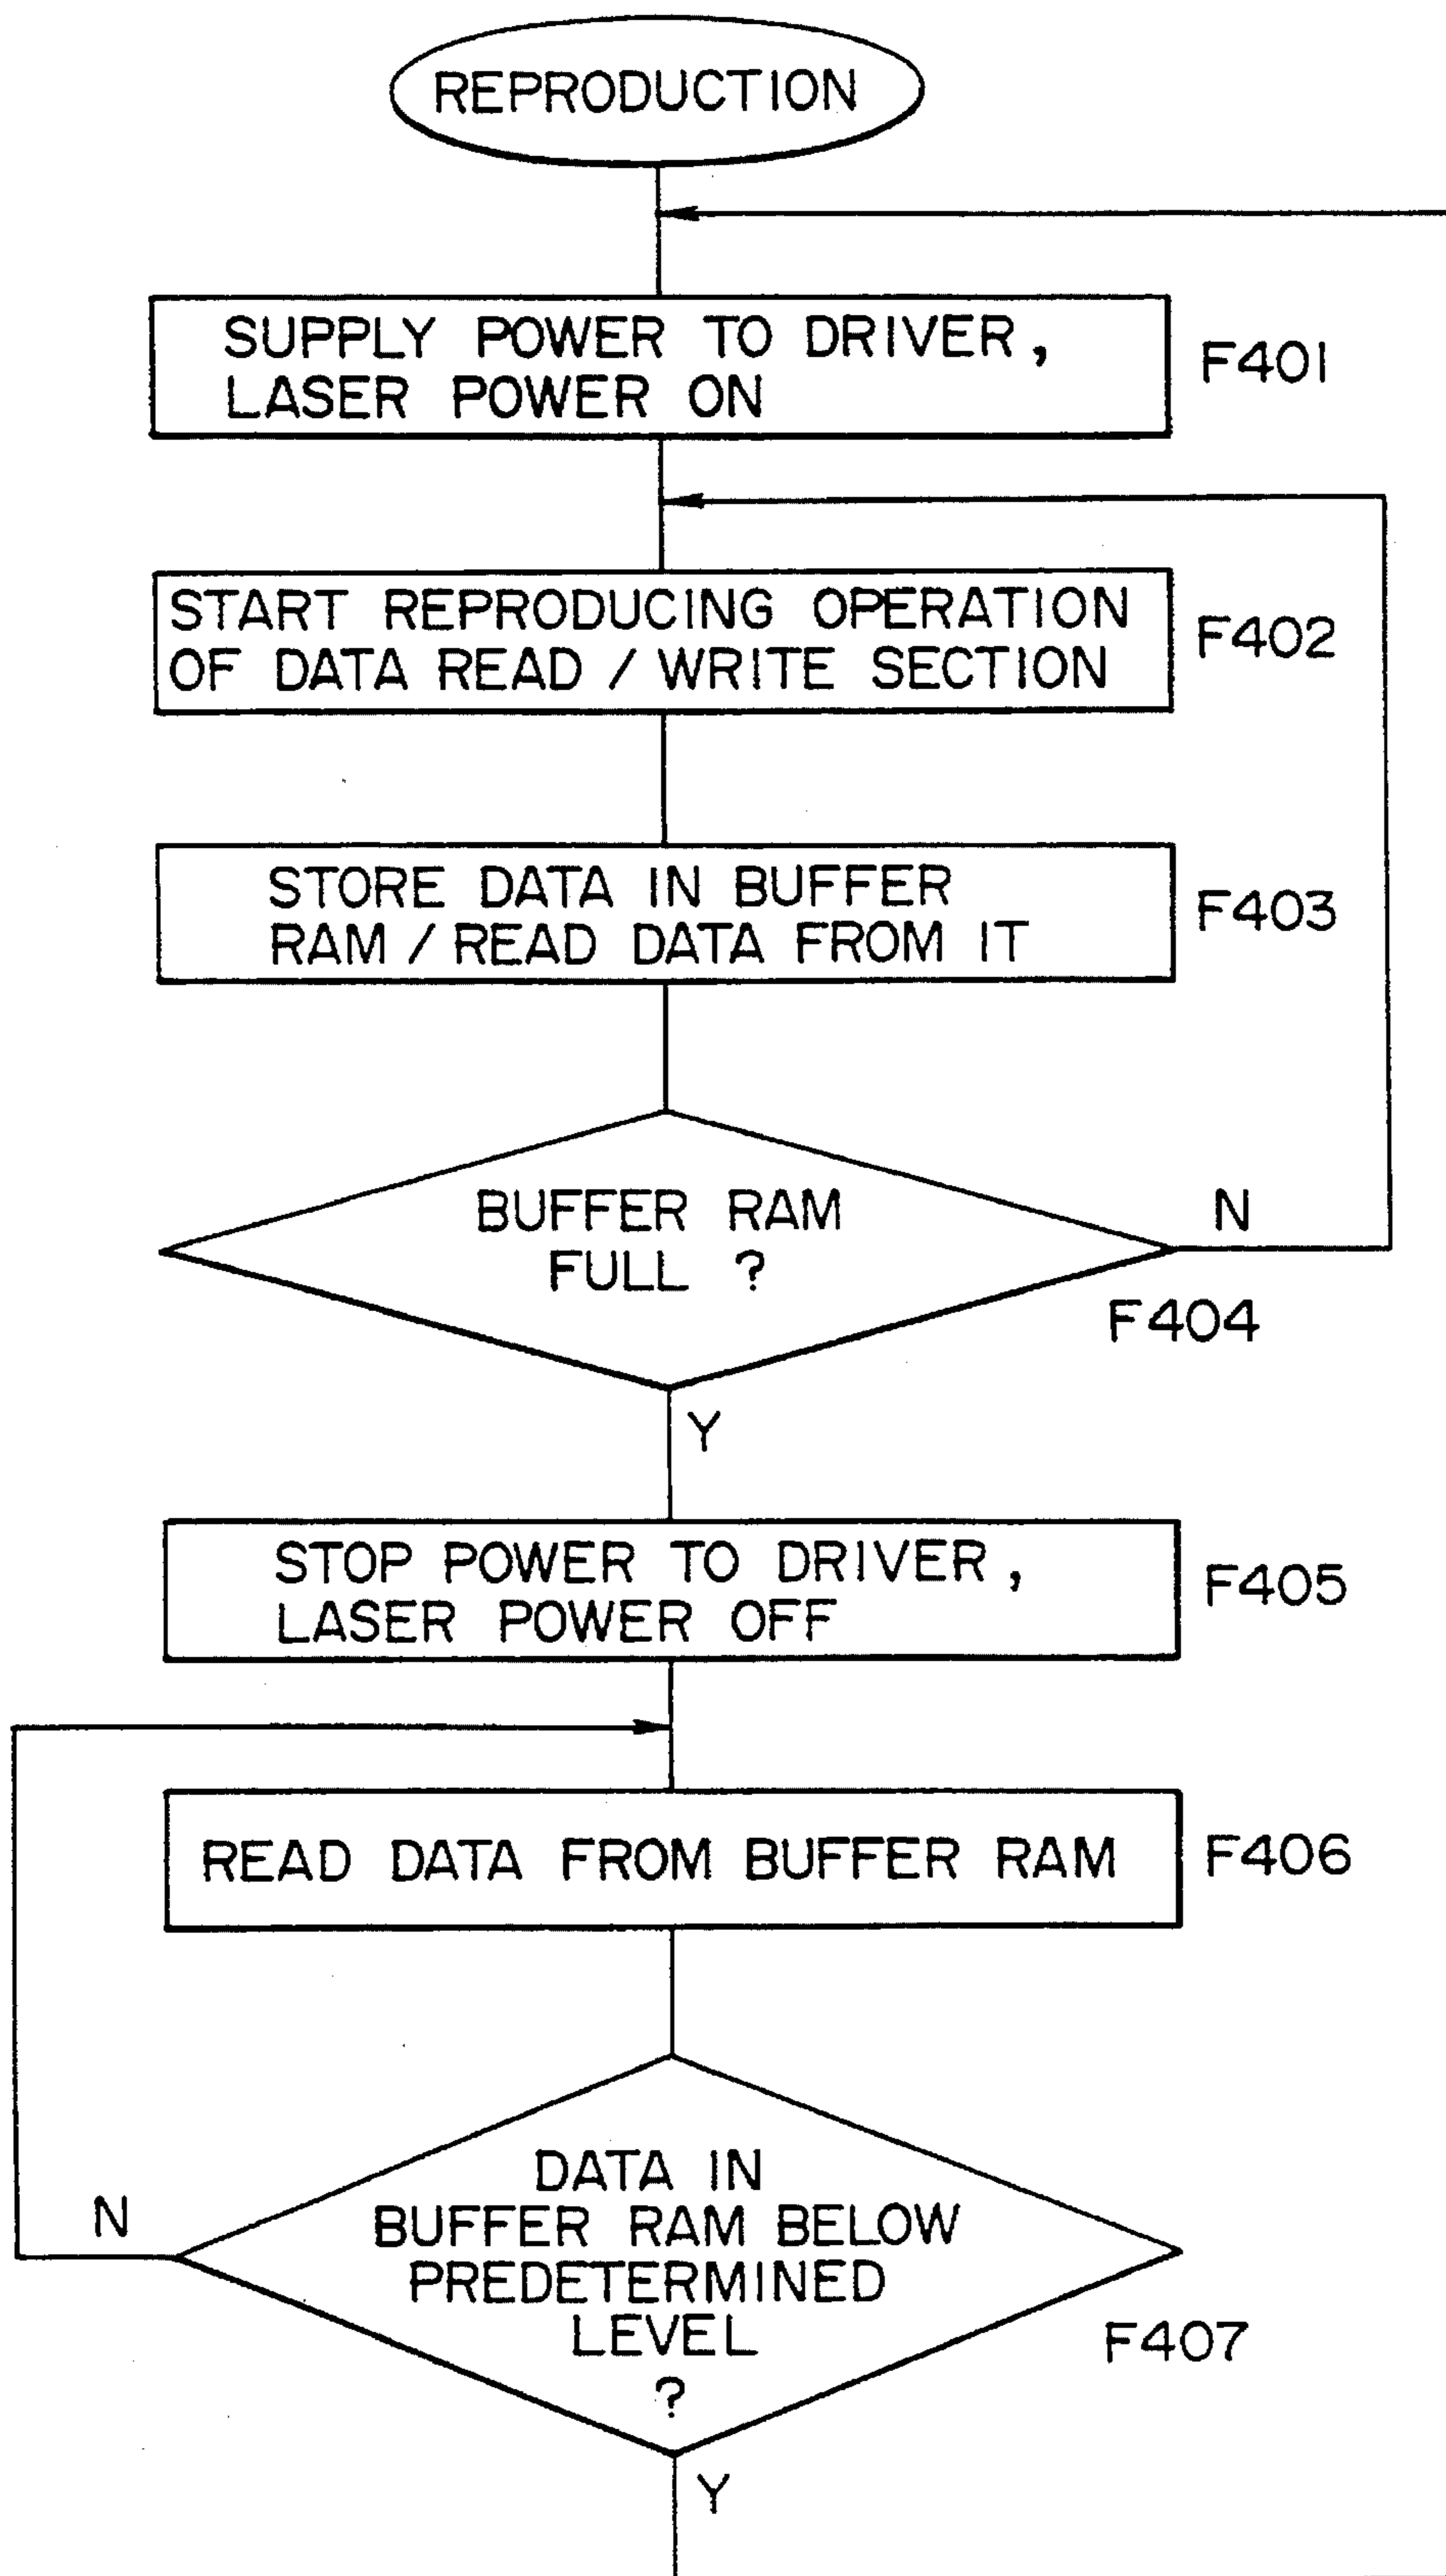 REPRODUCTION
SUPPLY POWER TO DRIVER,
LASER POWER ON
F401
START REPRODUCING OPERATION
OF DATA READ / WRITE SECTION
F402
STORE DATA IN BUFFER
RAM / READ DATA FROM IT
F403
BUFFER RAM
FULL ?
N
F404
Y
STOP POWER TO DRIVER,
LASER POWER OFF
F405
READ DATA FROM BUFFER RAM
F406
DATA IN
BUFFER RAM BELOW
PREDETERMINED
LEVEL
?
N
F407
Y